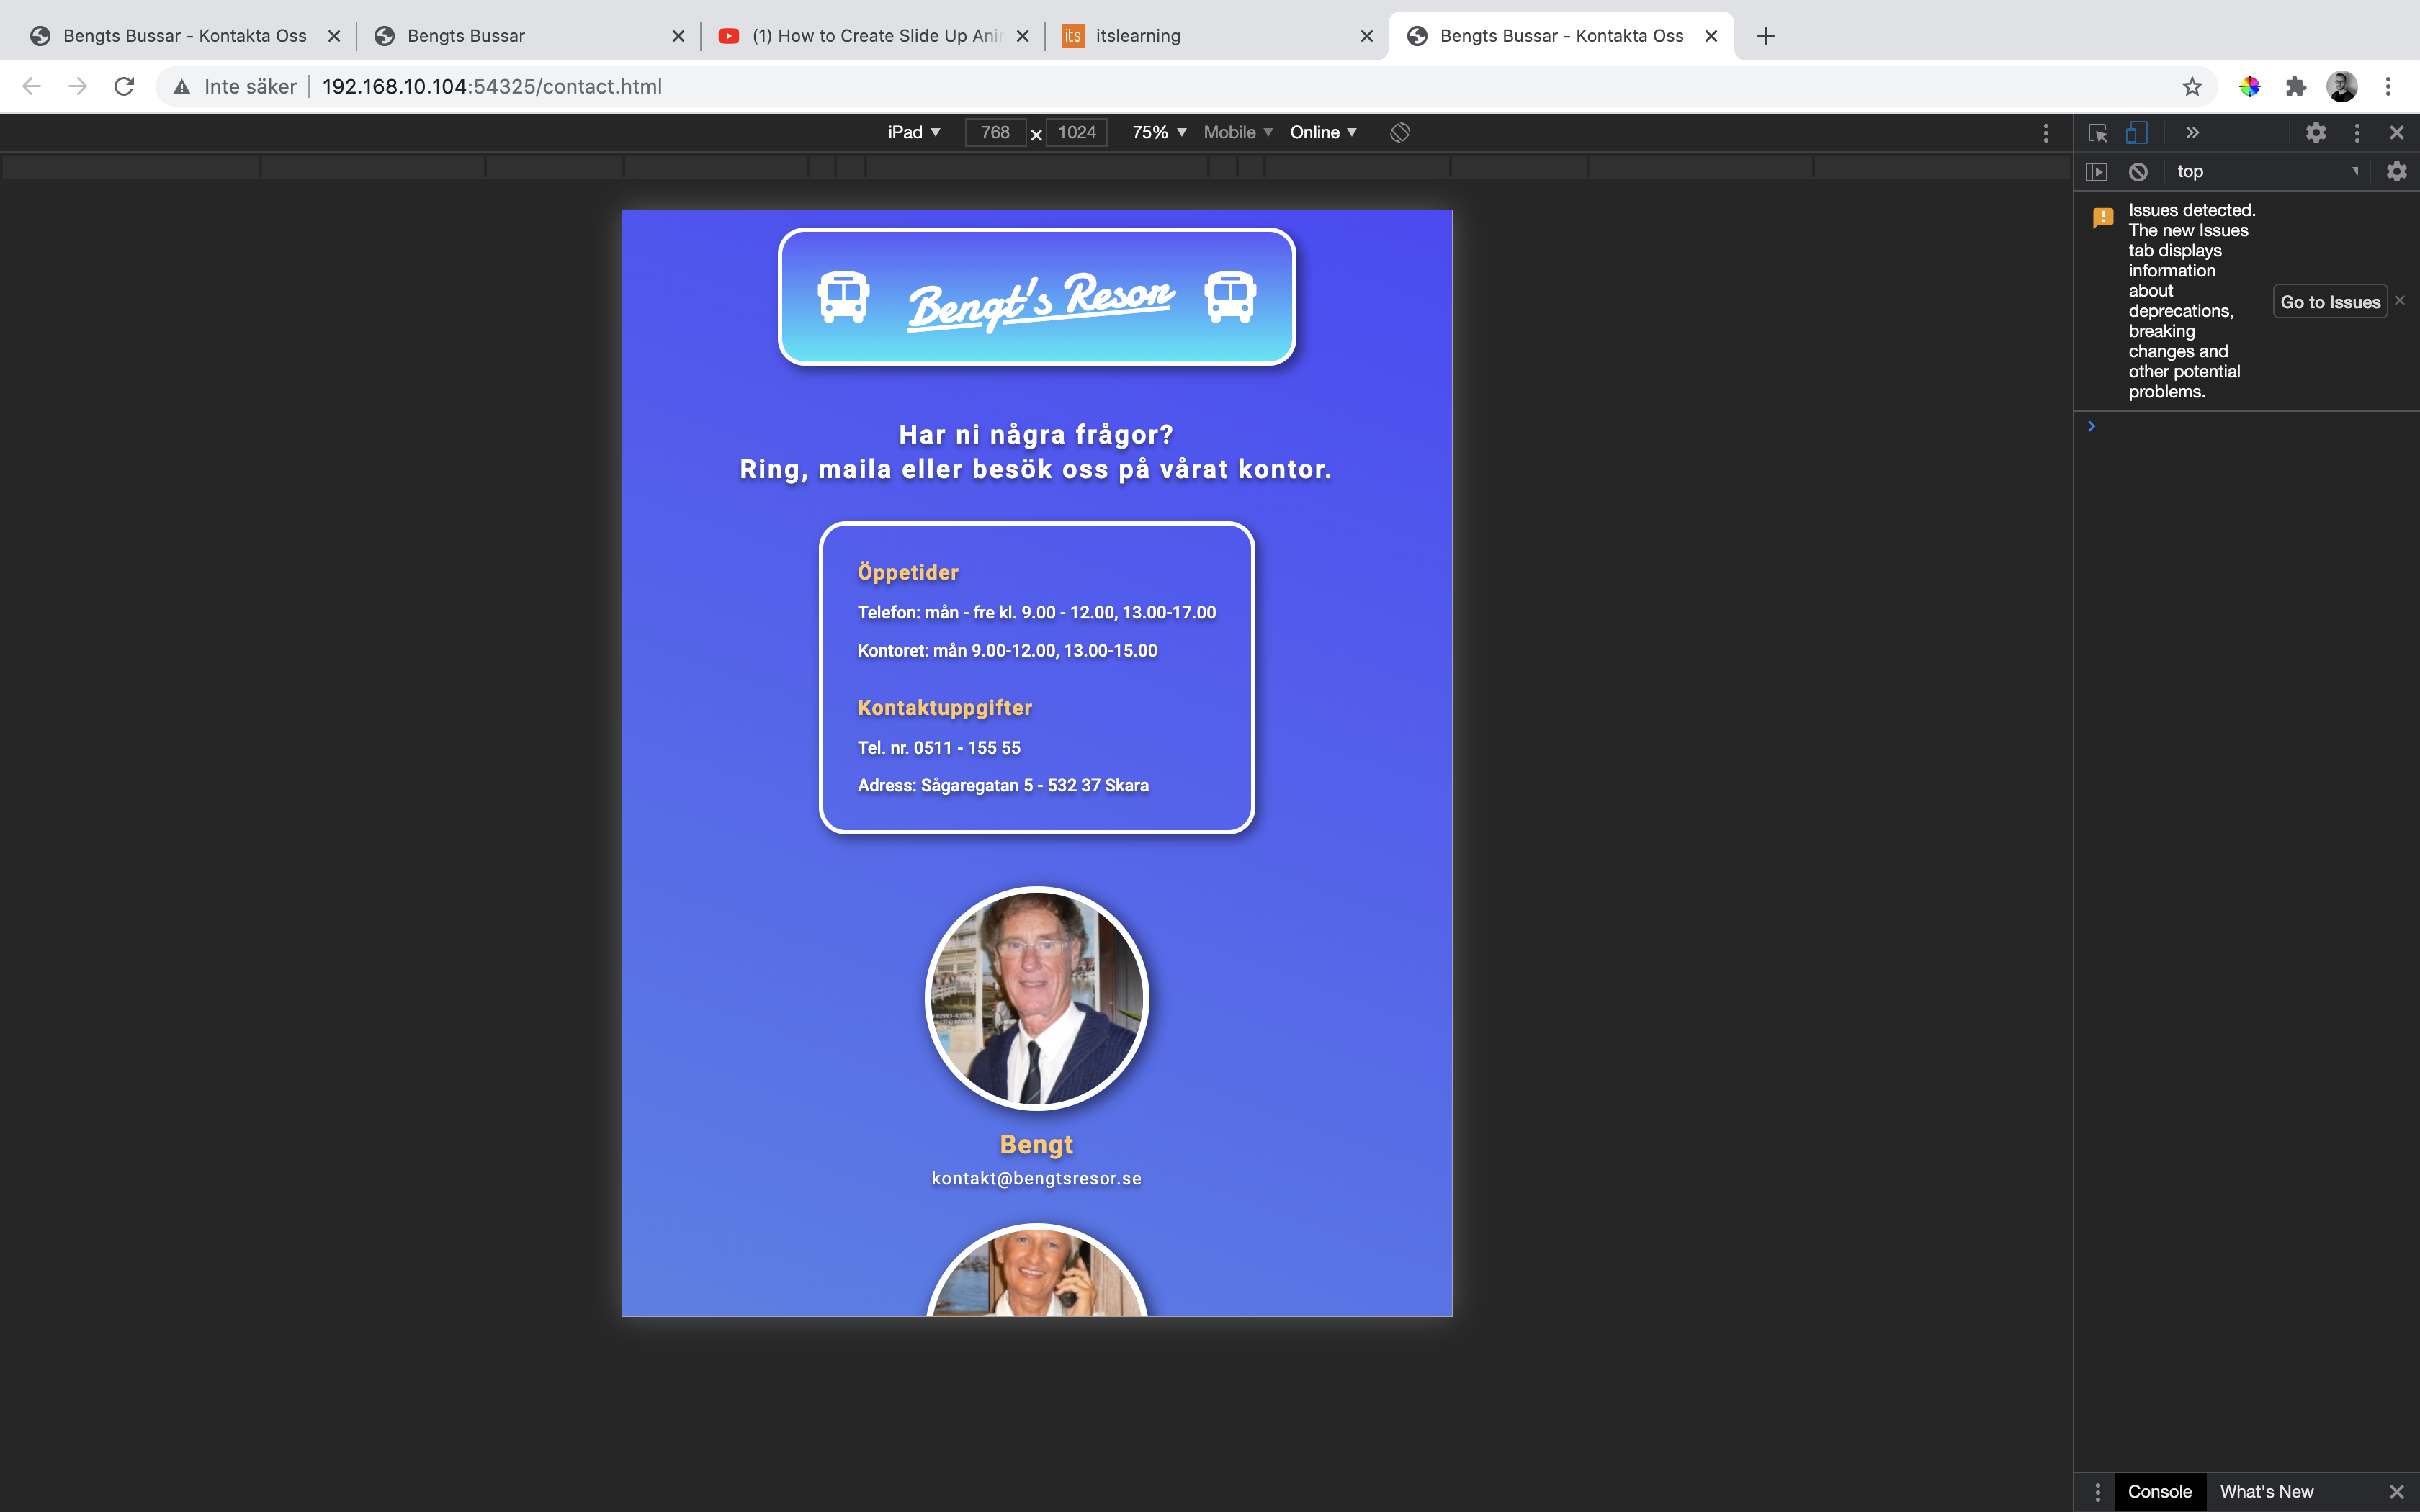 Bengts Bussar - Kontakta Oss
Bengts Bussar
(1) How to Create Slide Up Anir
its
itslearning
Bengts Bussar - Kontakta Oss
Inte säker
192.168.10.104:54325/contact.html
iPad
768
1024
75%
Mobile
Online
top
Issues detected.
The new Issues
tab displays
information
about
deprecations,
breaking
changes and
other potential
problems.
Go to Issues
Bengt's Resor
Har ni några frågor?
Ring, maila eller besök oss på vårat kontor.
Öppetider
Telefon: mån - fre kl. 9.00 - 12.00, 13.00-17.00
Kontoret: mån 9.00-12.00, 13.00-15.00
Kontaktuppgifter
Tel. nr. 0511 - 155 55
Adress: Sågaregatan 5 - 532 37 Skara
Bengt
kontakt@bengtsresor.se
Console
What's New